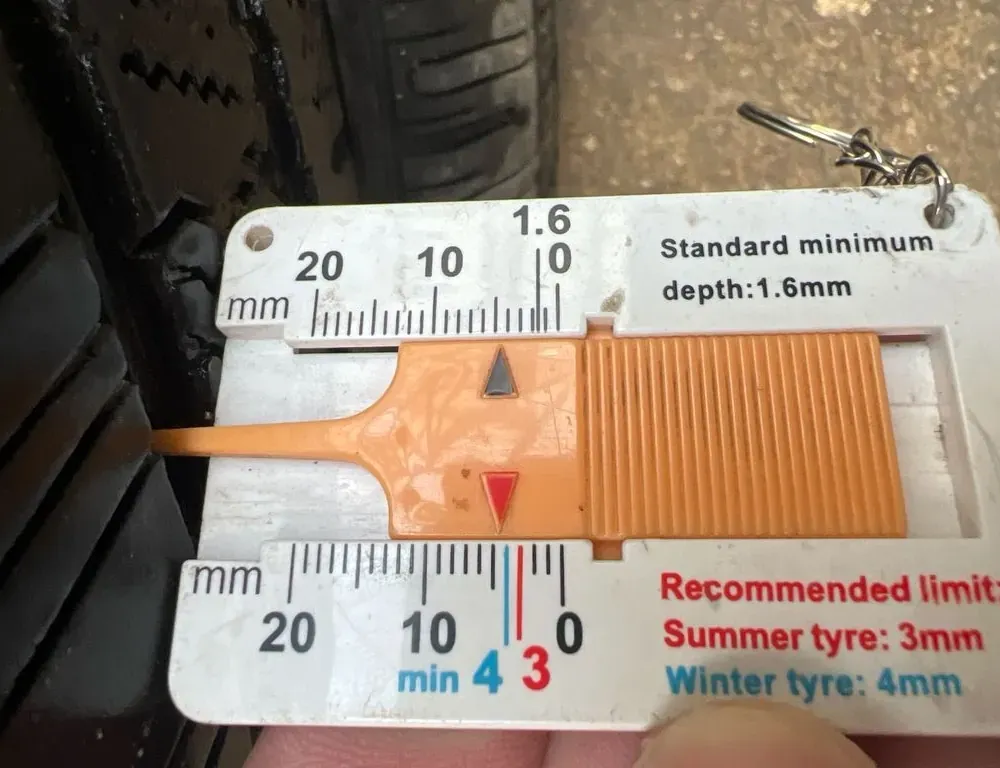 1.6
20 10 0
mm
Standard minimum
depth:1.6mm
mm
20 10 0
min 4 3
Recommended limit:
Summer tyre: 3mm
Winter tyre: 4mm